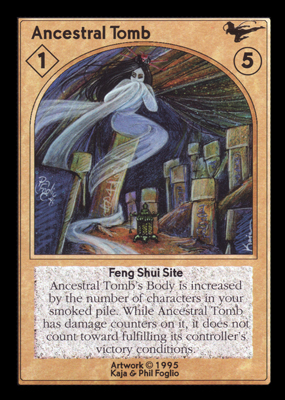 Ancestral Tomb
1
5
Feng Shui Site
Ancestral Tomb's Body Is increased
by the number of characters in your
smoked pile. While Ancestral Tomb
has damage counters on it, it does not
count toward fulfilling its controller's
victory conditions.
Artwork © 1995
Kaja & Phil Foglio